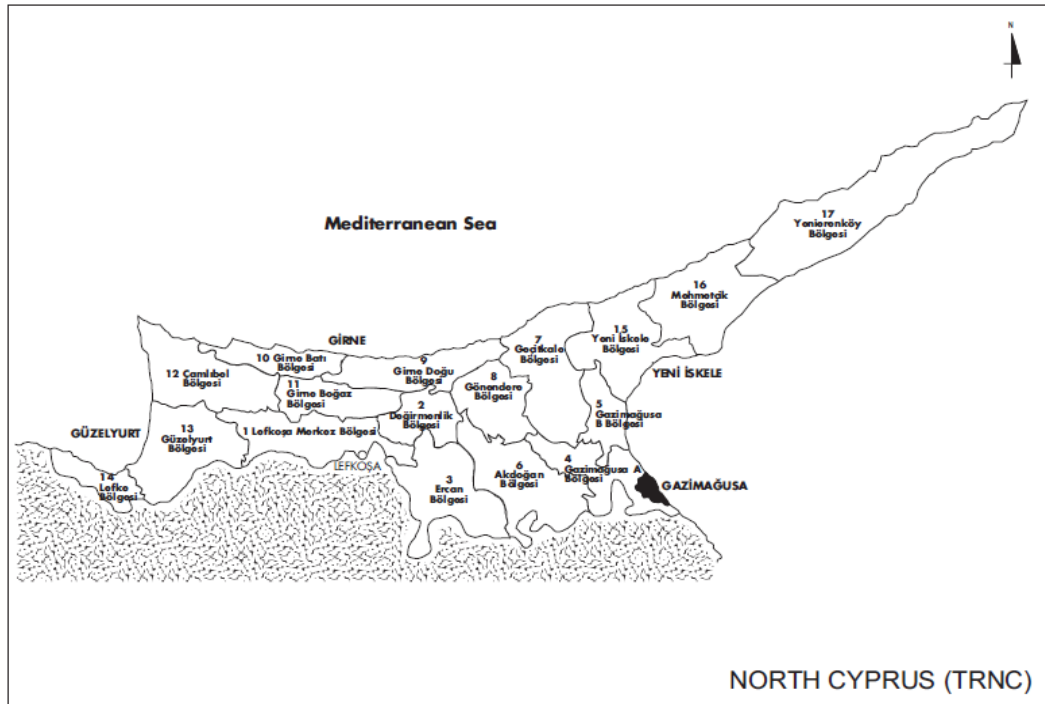 N
17
Yenierenköy
Bölgesi
Mediterranean Sea
16
Mehmetçik
Bölgesi
15
Yeni İskele
Bölgesi
7
Geçitkale
Bölgesi
GİRNE
10 Girne Batı
Bölgesi
9
Girne Doğu
Bölgesi
YENİ İSKELE
12 Çamlıbel
Bölgesi
11
Girne Boğaz
Bölgesi
8
Gönendere
Bölgesi
2
Değirmenlik
Bölgesi
5
Gazimağusa
B Bölgesi
GÜZELYURT
13
Güzelyurt
Bölgesi
1 Lefkoşa Merkez Bölgesi
LEFKOŞA
14
Lefke
Bölgesi
3
Ercan
Bölgesi
6
Akdoğan
Bölgesi
4
Gazimağusa A
Bölgesi
GAZİMAĞUSA
NORTH CYPRUS (TRNC)